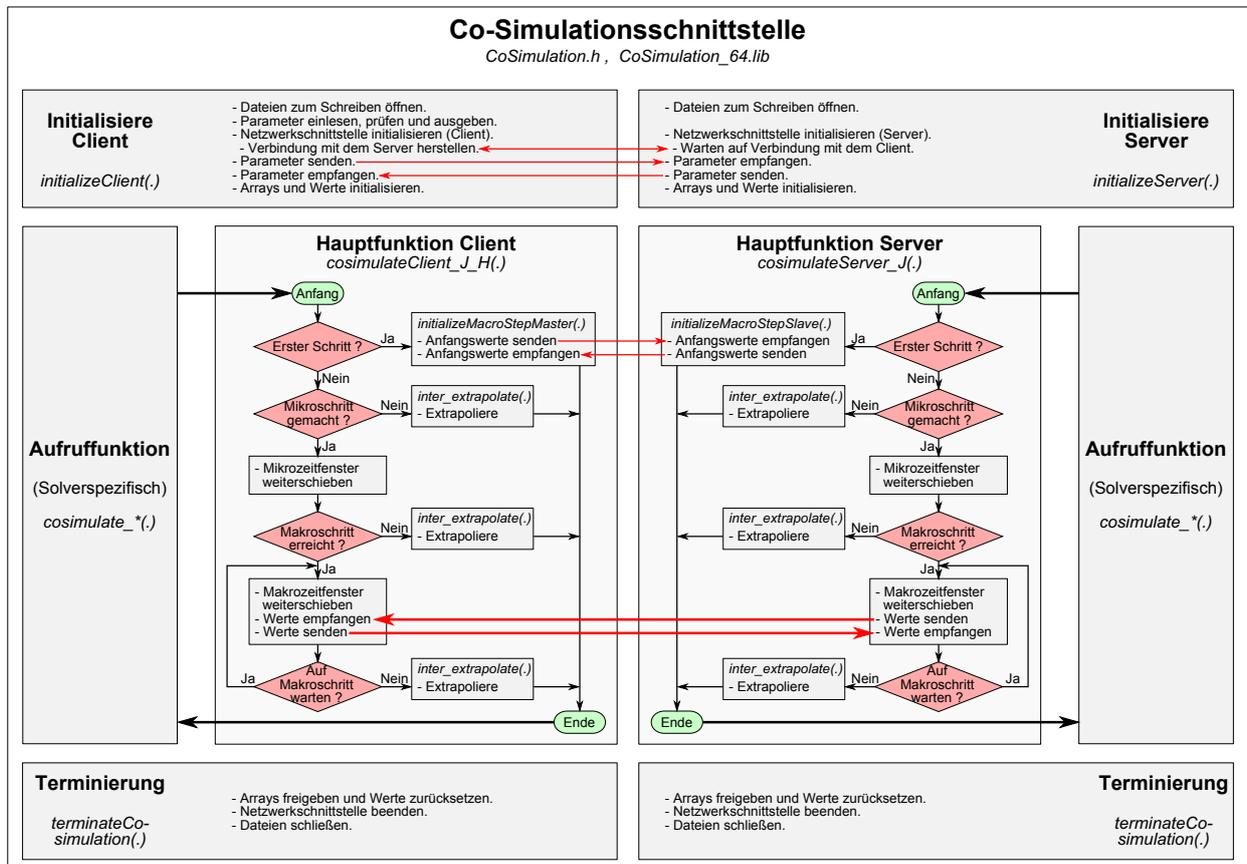 Co-Simulationsschnittstelle
CoSimulation.h , CoSimulation_64.lib
Initialisiere
Client
initializeClient(.)
- Dateien zum Schreiben öffnen.
- Parameter einlesen, prüfen und ausgeben.
- Netzwerkschnittstelle initialisieren (Client).
- Verbindung mit dem Server herstellen.
- Parameter senden.
- Parameter empfangen.
- Arrays und Werte initialisieren.
- Dateien zum Schreiben öffnen.
- Netzwerkschnittstelle initialisieren (Server).
- Warten auf Verbindung mit dem Client.
- Parameter empfangen.
- Parameter senden.
- Arrays und Werte initialisieren.
Initialisiere
Server
initializeServer(.)
Aufruffunktion
(Solverspezifisch)
cosimulate_*(.)
Hauptfunktion Client
cosimulateClient_J_H(.)
Anfang
Erster Schritt ?
Ja
initializeMacroStepMaster(.)
- Anfangswerte senden
- Anfangswerte empfangen
Nein
Mikroschritt
gemacht ?
Nein
inter_extrapolate(.)
- Extrapoliere
Ja
- Mikrozeitfenster
weiterschieben
Makroschritt
erreicht ?
Nein
inter_extrapolate(.)
- Extrapoliere
Ja
- Makrozeitfenster
weiterschieben
- Werte empfangen
- Werte senden
Ja
Auf
Makroschritt
warten ?
Nein
inter_extrapolate(.)
- Extrapoliere
Ende
Hauptfunktion Server
cosimulateServer_J(.)
Anfang
initializeMacroStepSlave(.)
- Anfangswerte empfangen
- Anfangswerte senden
Ja
Erster Schritt ?
Nein
inter_extrapolate(.)
- Extrapoliere
Nein
Mikroschritt
gemacht ?
Ja
- Mikrozeitfenster
weiterschieben
inter_extrapolate(.)
- Extrapoliere
Nein
Makroschritt
erreicht ?
Ja
- Makrozeitfenster
weiterschieben
- Werte senden
- Werte empfangen
inter_extrapolate(.)
- Extrapoliere
Nein
Auf
Makroschritt
warten ?
Ja
Ende
Aufruffunktion
(Solverspezifisch)
cosimulate_*(.)
Terminierung
terminateCo-
simulation(.)
- Arrays freigeben und Werte zurücksetzen.
- Netzwerkschnittstelle beenden.
- Dateien schließen.
- Arrays freigeben und Werte zurücksetzen.
- Netzwerkschnittstelle beenden.
- Dateien schließen.
Terminierung
terminateCo-
simulation(.)